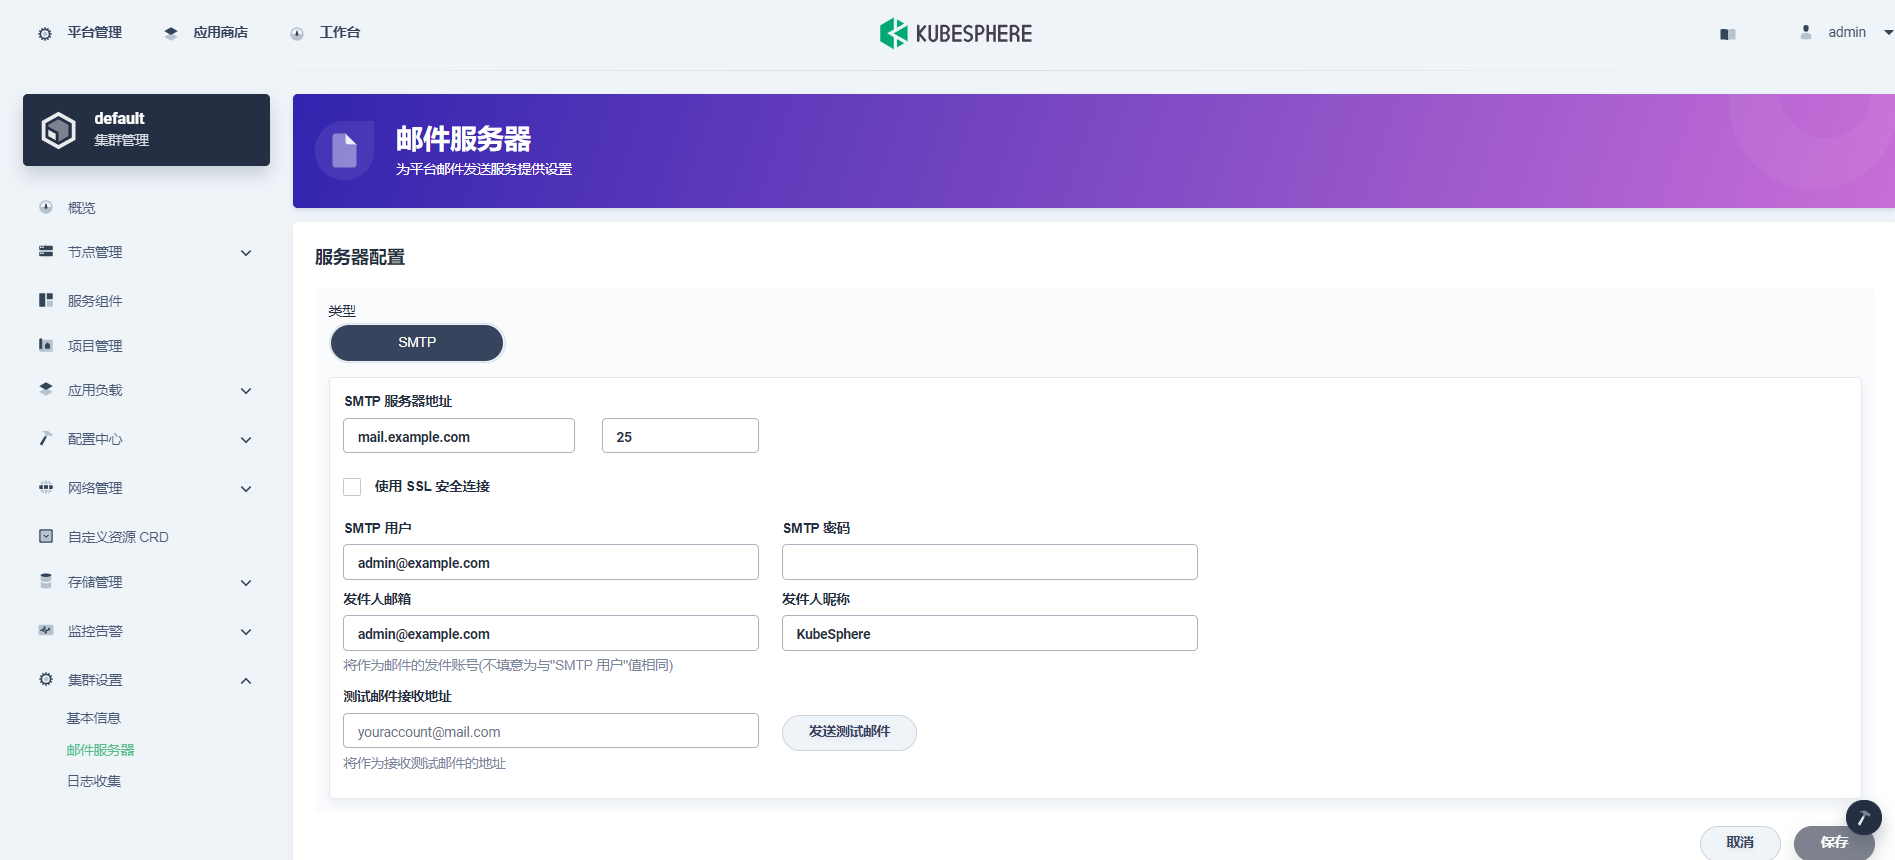 平台管理 应用商店 工作台 KUBESPHERE admin
default
集群管理
概览
节点管理
服务组件
项目管理
应用负载
配置中心
网络管理
自定义资源 CRD
存储管理
监控告警
集群设置
基本信息
邮件服务器
日志收集
邮件服务器
为平台邮件发送服务提供设置
服务器配置
类型
SMTP
SMTP 服务器地址
mail.example.com 25
使用 SSL 安全连接
SMTP 用户 SMTP 密码
admin@example.com
发件人邮箱 发件人昵称
admin@example.com KubeSphere
将作为邮件的发件账号(不填意为与"SMTP 用户"值相同)
测试邮件接收地址
youraccount@mail.com 发送测试邮件
将作为接收测试邮件的地址
取消 保存